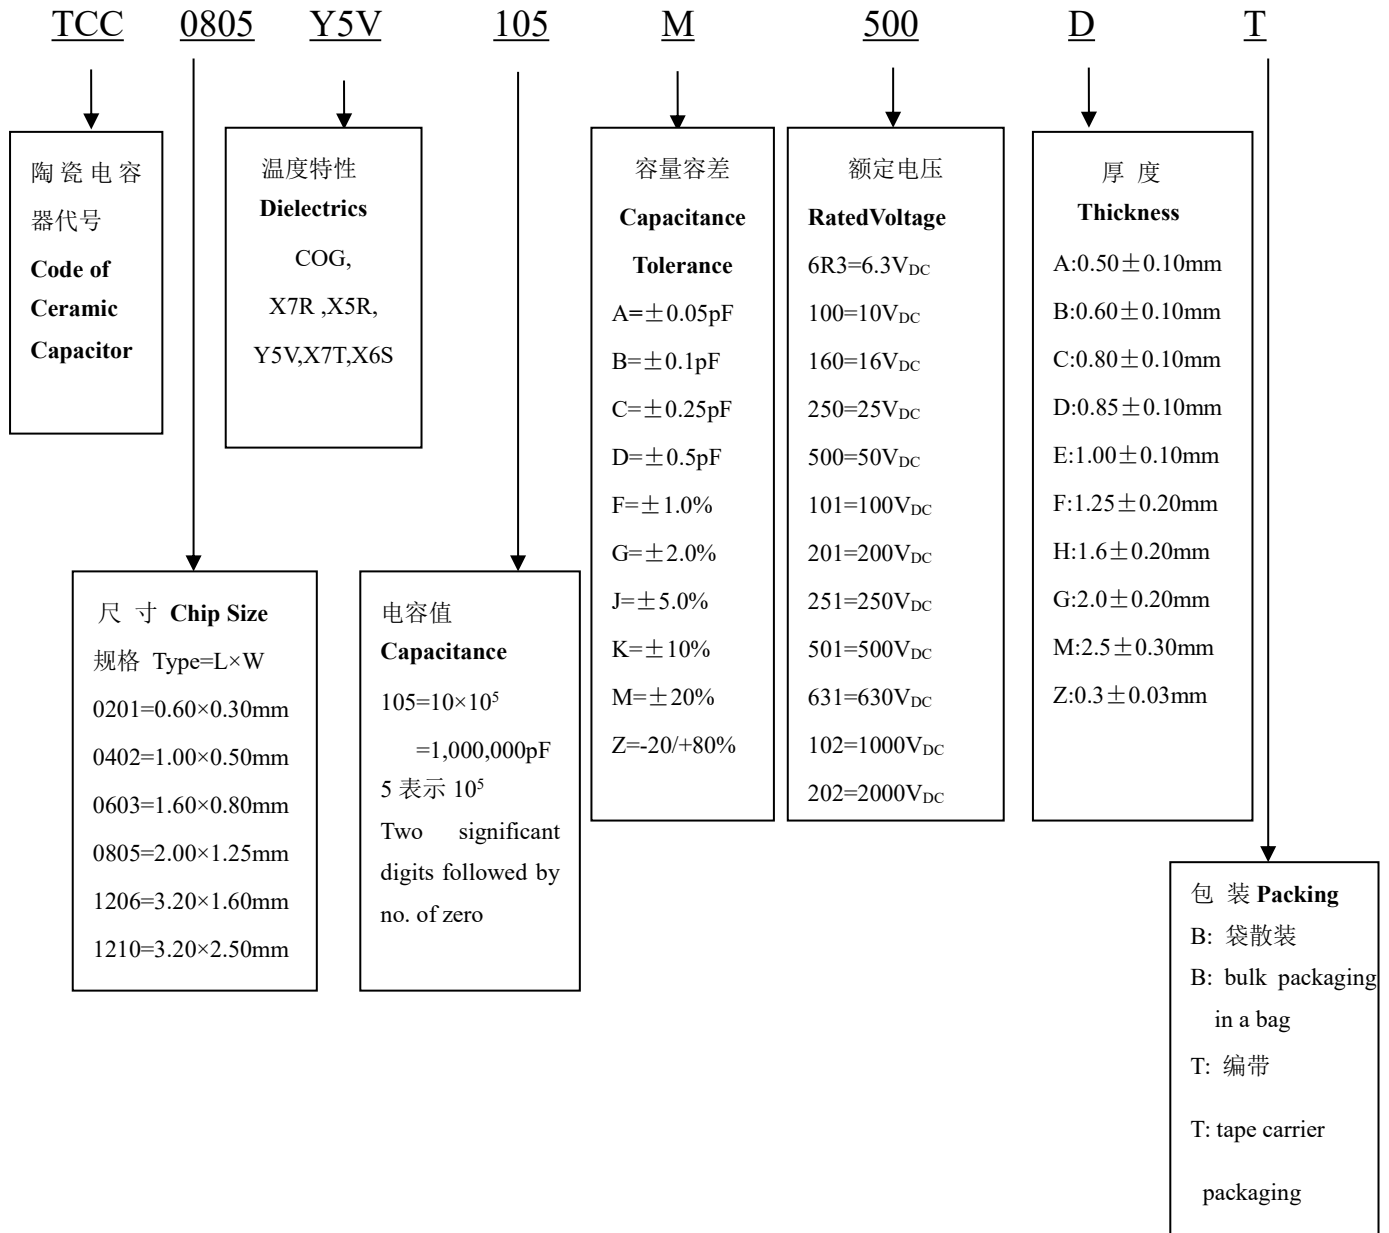 TCC 0805 Y5V 105 M 500 D T
陶瓷电容
器代号
Code of
Ceramic
Capacitor
温度特性
Dielectrics
COG,
X7R ,X5R,
Y5V,X7T,X6S
容量容差
Capacitance
Tolerance
A=±0.05pF
B=±0.1pF
C=±0.25pF
D=±0.5pF
F=±1.0%
G=±2.0%
J=±5.0%
K=±10%
M=±20%
Z=-20/+80%
额定电压
RatedVoltage
6R3=6.3VDC
100=10VDC
160=16VDC
250=25VDC
500=50VDC
101=100VDC
201=200VDC
251=250VDC
501=500VDC
631=630VDC
102=1000VDC
202=2000VDC
厚 度
Thickness
A:0.50±0.10mm
B:0.60±0.10mm
C:0.80±0.10mm
D:0.85±0.10mm
E:1.00±0.10mm
F:1.25±0.20mm
H:1.6±0.20mm
G:2.0±0.20mm
M:2.5±0.30mm
Z:0.3±0.03mm
尺 寸 Chip Size
规格 Type=L×W
0201=0.60×0.30mm
0402=1.00×0.50mm
0603=1.60×0.80mm
0805=2.00×1.25mm
1206=3.20×1.60mm
1210=3.20×2.50mm
电容值
Capacitance
105=10×10⁵
=1,000,000pF
5 表示 10⁵
Two significant
digits followed by
no. of zero
包 装 Packing
B: 袋散装
B: bulk packaging
in a bag
T: 编带
T: tape carrier
packaging